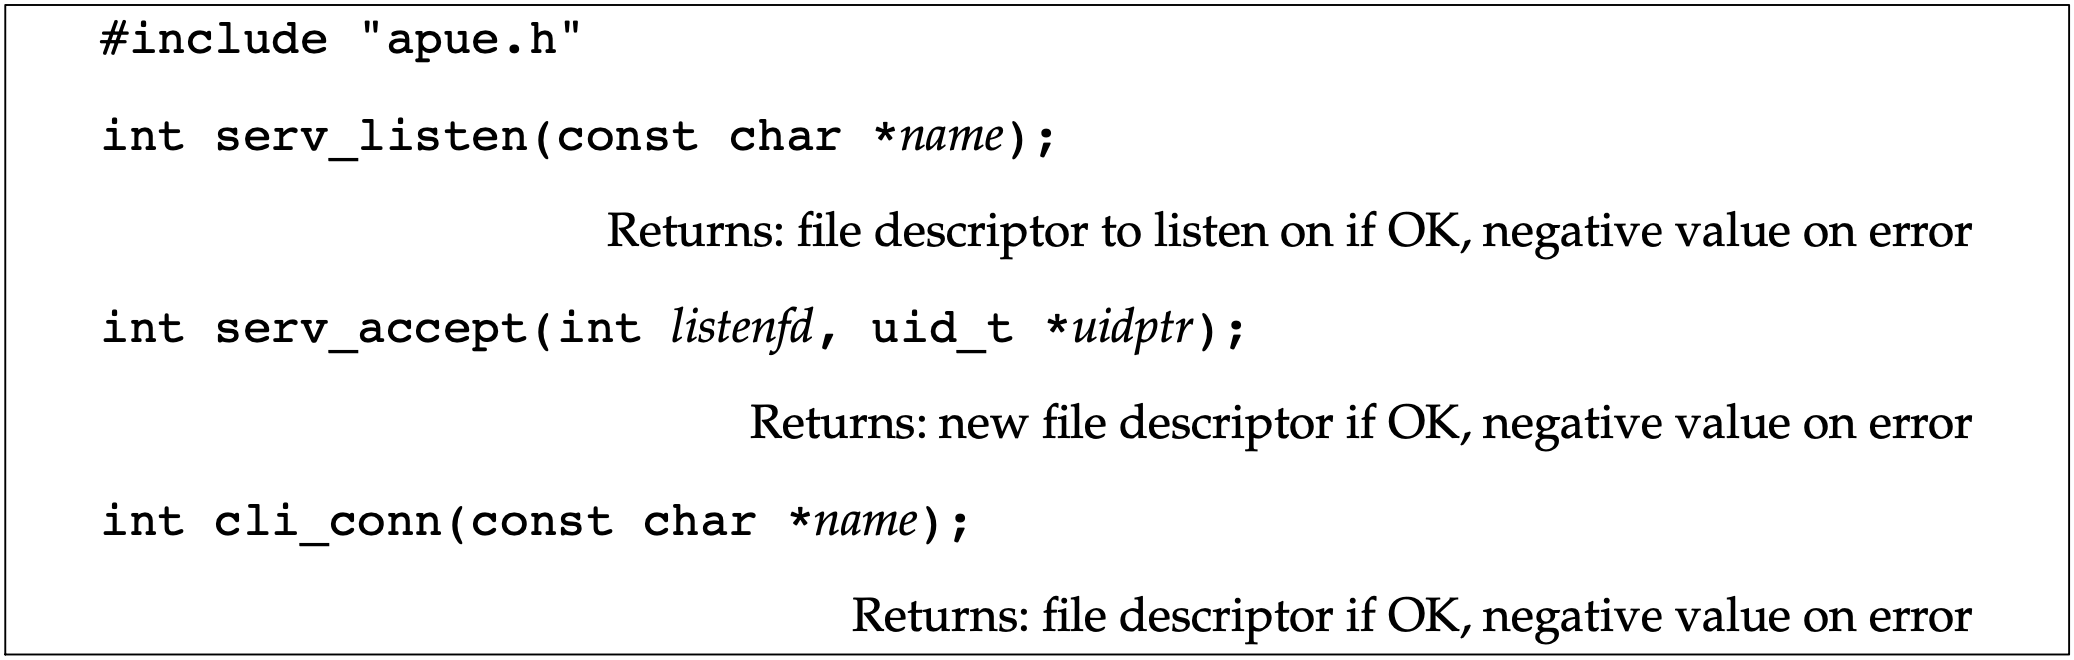 #include "apue.h"
int serv_listen(const char *name);
Returns: file descriptor to listen on if OK, negative value on error
int serv_accept(int listenfd, uid_t *uidptr);
Returns: new file descriptor if OK, negative value on error
int cli_conn(const char *name);
Returns: file descriptor if OK, negative value on error